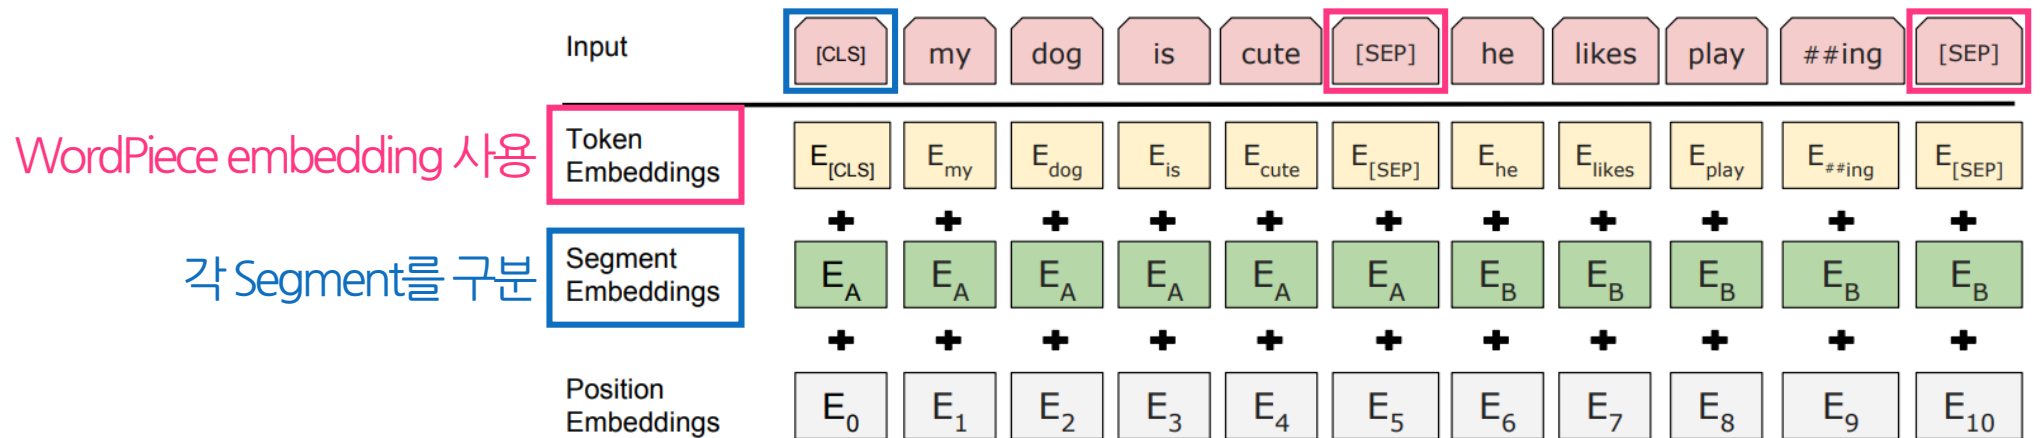 Input [CLS] my dog is cute [SEP] he likes play ##ing [SEP]
WordPiece embedding 사용
Token
Embeddings
E[CLS] Emy Edog Eis Ecute E[SEP] Ehe Elikes Eplay E##ing E[SEP]
+ + + + + + + + + + +
각 Segment를 구분
Segment
Embeddings
EA EA EA EA EA EA EB EB EB EB EB
+ + + + + + + + + + +
Position
Embeddings
E0 E1 E2 E3 E4 E5 E6 E7 E8 E9 E10